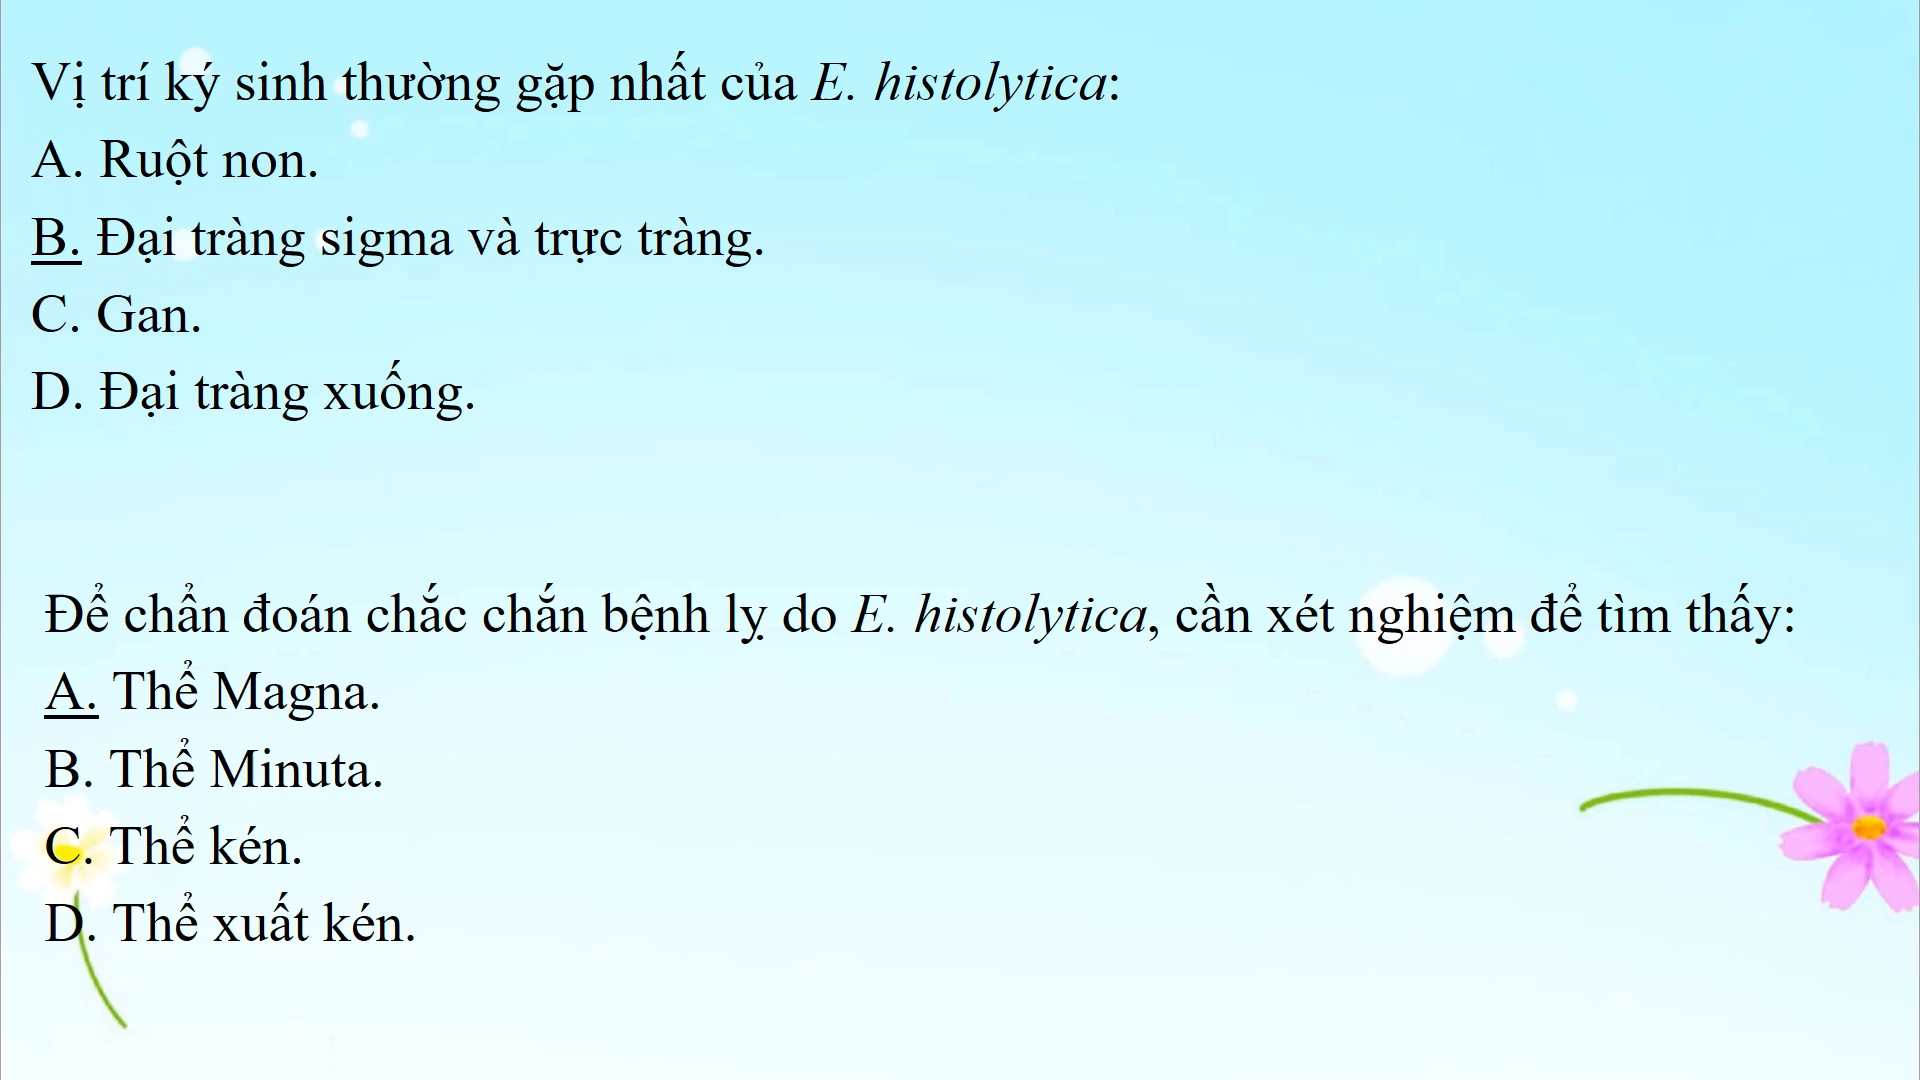 Vị trí ký sinh thường gặp nhất của E. histolytica:
A. Ruột non.
B. Đại tràng sigma và trực tràng.
C. Gan.
D. Đại tràng xuống.
Để chẩn đoán chắc chắn bệnh lỵ do E. histolytica, cần xét nghiệm để tìm thấy:
A. Thể Magna.
B. Thể Minuta.
C. Thể kén.
D. Thể xuất kén.